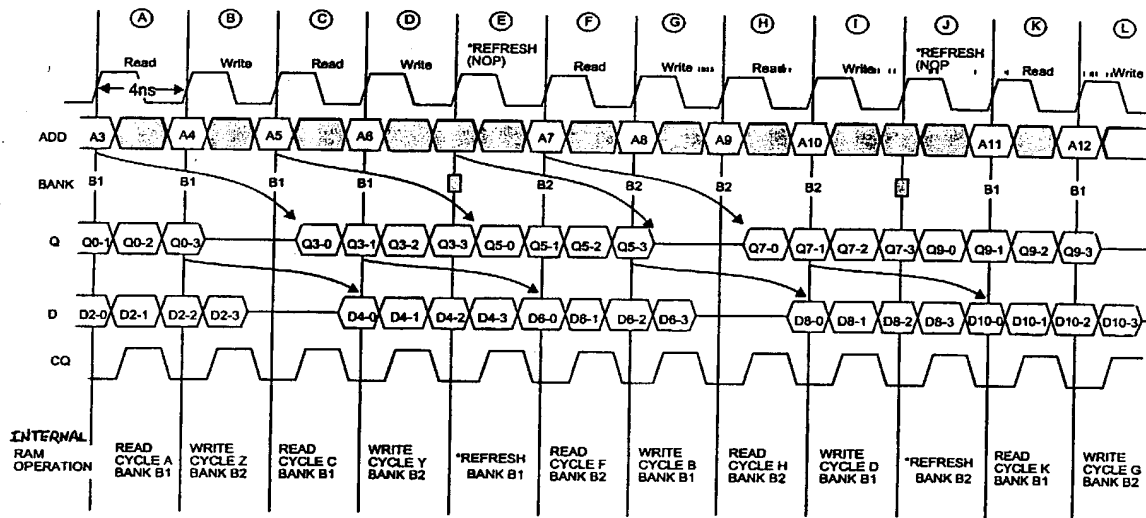 A B C D E F G H I J K L
*REFRESH (NOP)
*REFRESH (NOP
Read Write Read Write Read Write Read Write Read Write
4ns
ADD A3 A4 A5 A6 A7 A8 A9 A10 A11 A12
BANK B1 B1 B1 B1 B2 B2 B2 B2 B1 B1
Q Q0-1 Q0-2 Q0-3 Q3-0 Q3-1 Q3-2 Q3-3 Q5-0 Q5-1 Q5-2 Q5-3 Q7-0 Q7-1 Q7-2 Q7-3 Q9-0 Q9-1 Q9-2 Q9-3
D D2-0 D2-1 D2-2 D2-3 D4-0 D4-1 D4-2 D4-3 D6-0 D6-1 D6-2 D6-3 D8-0 D8-1 D8-2 D8-3 D10-0 D10-1 D10-2 D10-3
CQ
INTERNAL
RAM
OPERATION
READ
CYCLE A
BANK B1
WRITE
CYCLE Z
BANK B2
READ
CYCLE C
BANK B1
WRITE
CYCLE Y
BANK B2
*REFRESH
BANK B1
READ
CYCLE F
BANK B2
WRITE
CYCLE B
BANK B1
READ
CYCLE H
BANK B2
WRITE
CYCLE D
BANK B1
*REFRESH
BANK B2
READ
CYCLE K
BANK B1
WRITE
CYCLE G
BANK B2